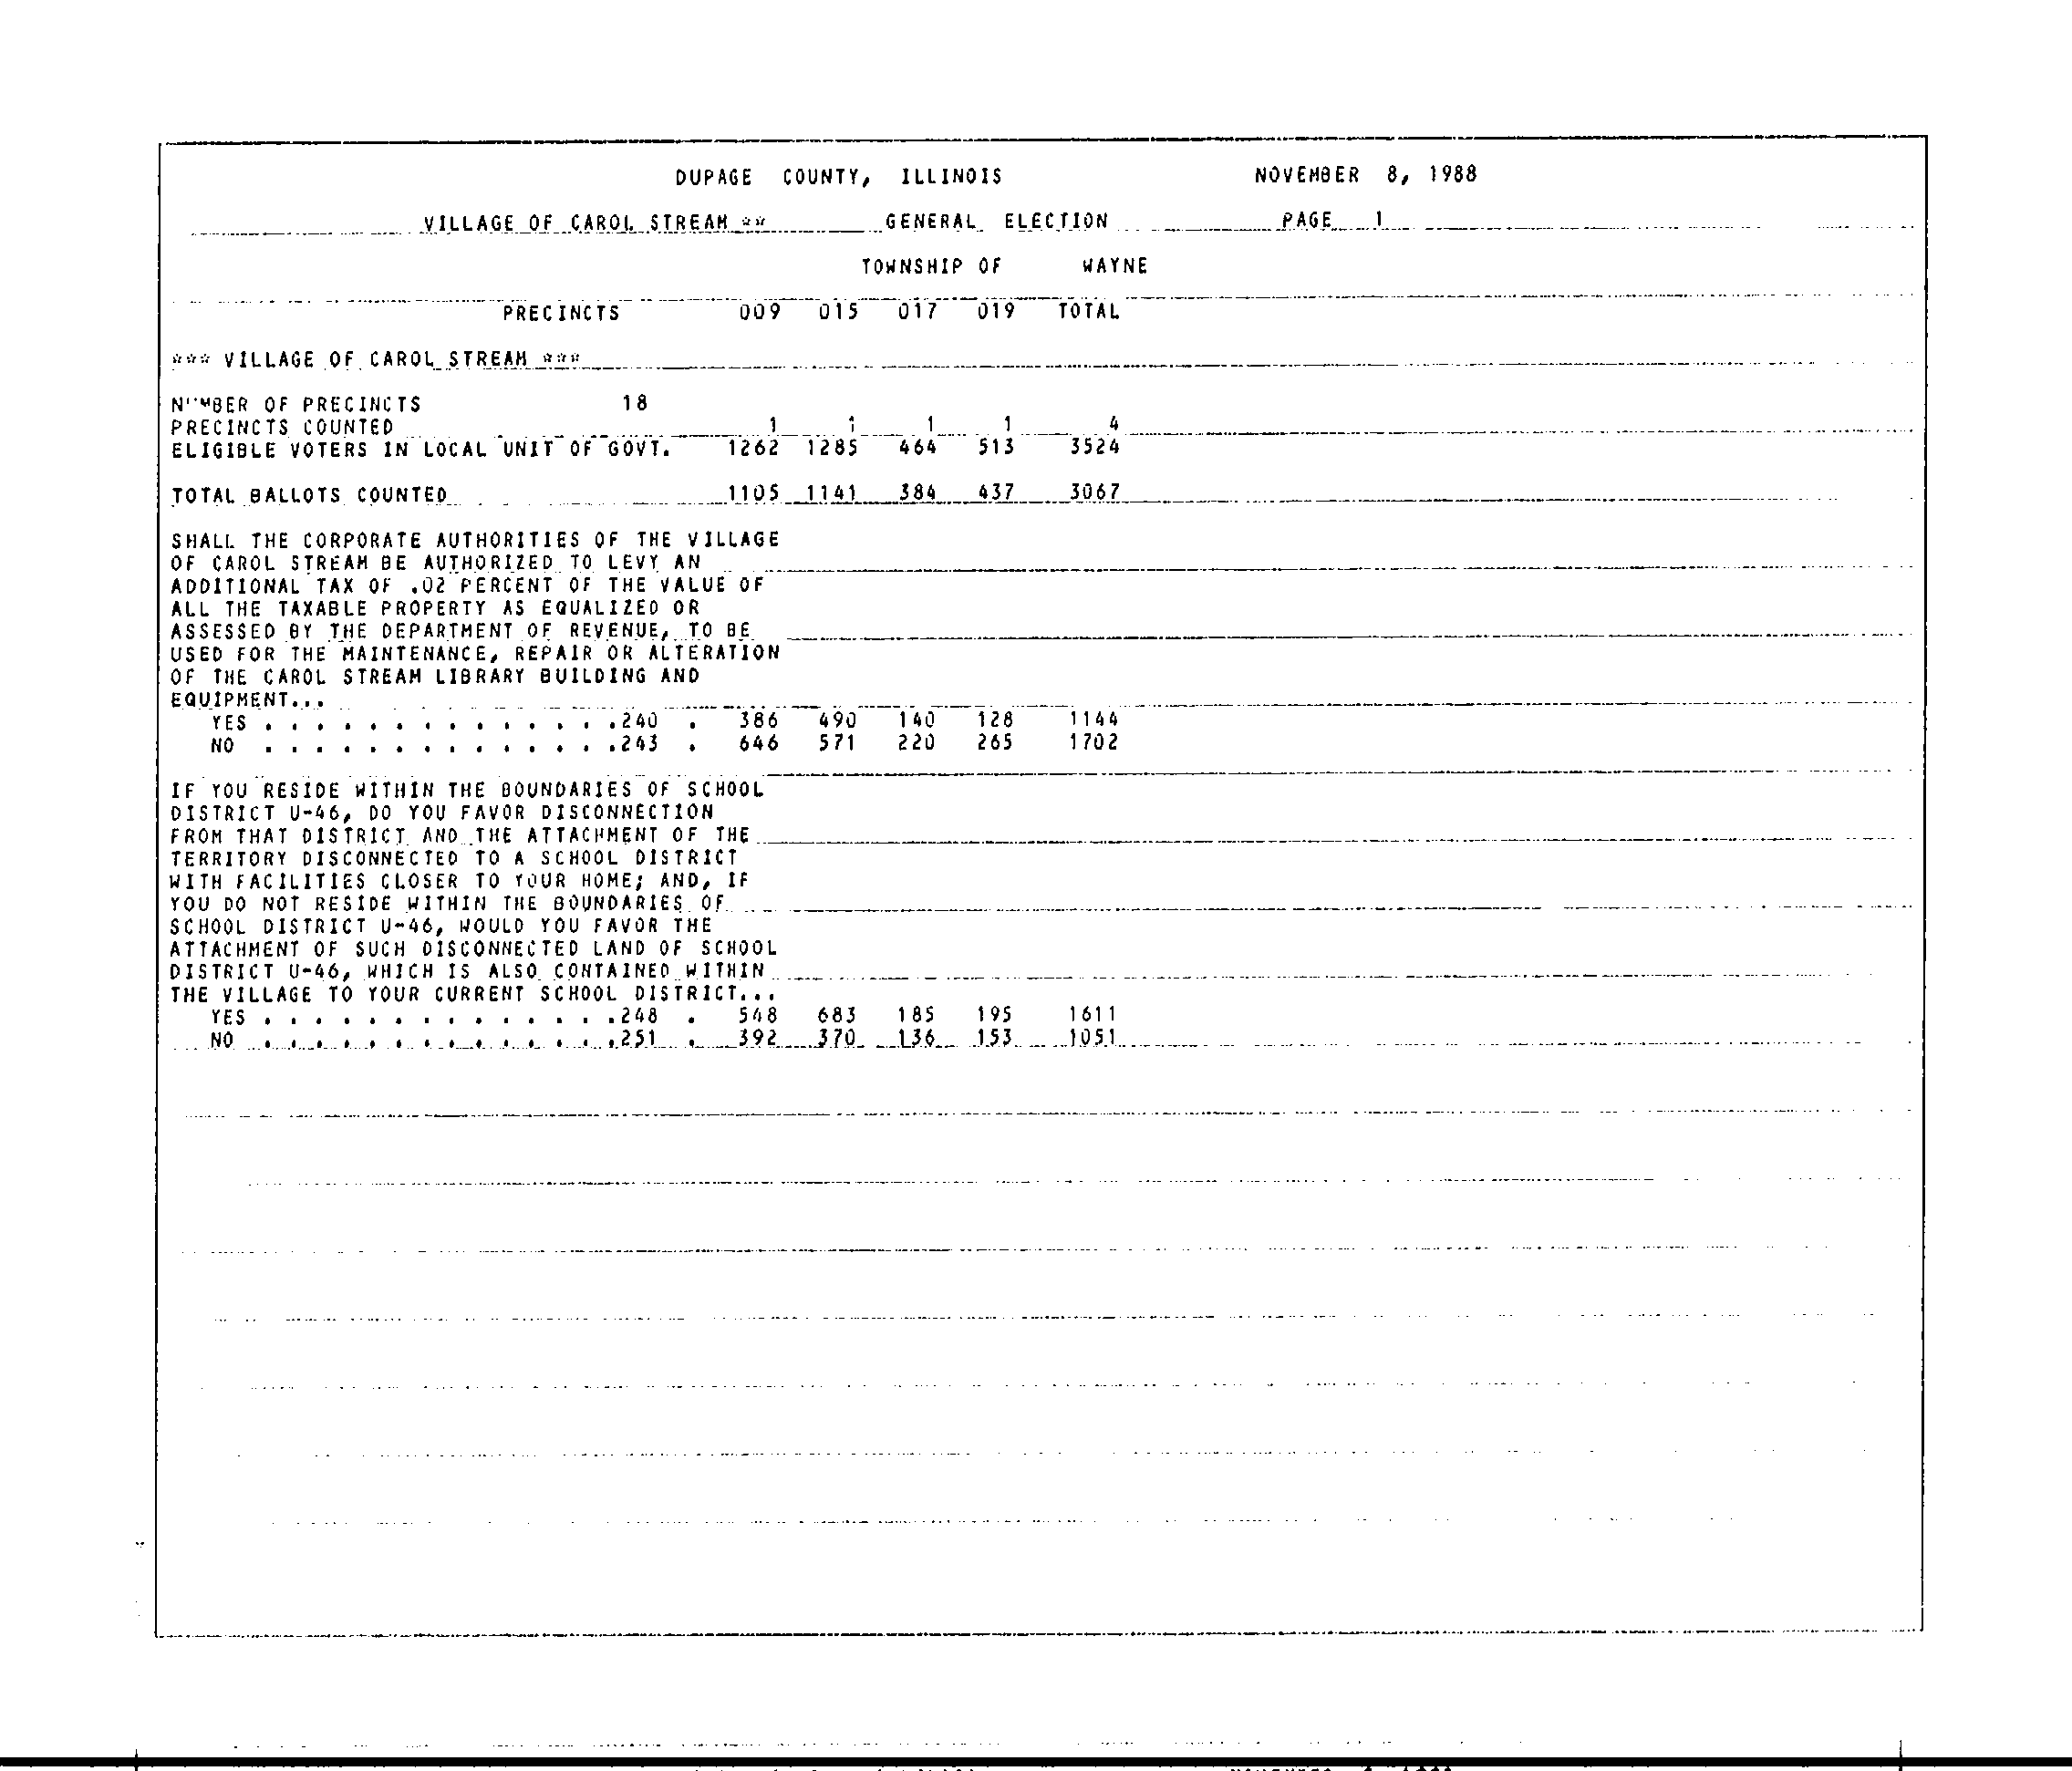 DUPAGE COUNTY, ILLINOIS NOVEMBER 8, 1988
VILLAGE OF CAROL STREAM ** GENERAL ELECTION PAGE 1
TOWNSHIP OF WAYNE
PRECINCTS 009 015 017 019 TOTAL
*** VILLAGE OF CAROL STREAM ***
N''MBER OF PRECINCTS 18
PRECINCTS COUNTED 1 1 1 1 4
ELIGIBLE VOTERS IN LOCAL UNIT OF GOVT. 1262 1285 464 513 3524
TOTAL BALLOTS COUNTED 1105 1141 384 437 3067
SHALL THE CORPORATE AUTHORITIES OF THE VILLAGE
OF CAROL STREAM BE AUTHORIZED TO LEVY AN
ADDITIONAL TAX OF .02 PERCENT OF THE VALUE OF
ALL THE TAXABLE PROPERTY AS EQUALIZED OR
ASSESSED BY THE DEPARTMENT OF REVENUE, TO BE
USED FOR THE MAINTENANCE, REPAIR OR ALTERATION
OF THE CAROL STREAM LIBRARY BUILDING AND
EQUIPMENT...
YES . . . . . . . . . . . . . .240 . 386 490 140 128 1144
NO . . . . . . . . . . . . . .243 . 646 571 220 265 1702
IF YOU RESIDE WITHIN THE BOUNDARIES OF SCHOOL
DISTRICT U-46, DO YOU FAVOR DISCONNECTION
FROM THAT DISTRICT AND THE ATTACHMENT OF THE
TERRITORY DISCONNECTED TO A SCHOOL DISTRICT
WITH FACILITIES CLOSER TO YOUR HOME; AND, IF
YOU DO NOT RESIDE WITHIN THE BOUNDARIES OF
SCHOOL DISTRICT U-46, WOULD YOU FAVOR THE
ATTACHMENT OF SUCH DISCONNECTED LAND OF SCHOOL
DISTRICT U-46, WHICH IS ALSO CONTAINED WITHIN
THE VILLAGE TO YOUR CURRENT SCHOOL DISTRICT...
YES . . . . . . . . . . . . . .248 . 548 683 185 195 1611
NO . . . . . . . . . . . . . .251 . 392 370 136 153 1051